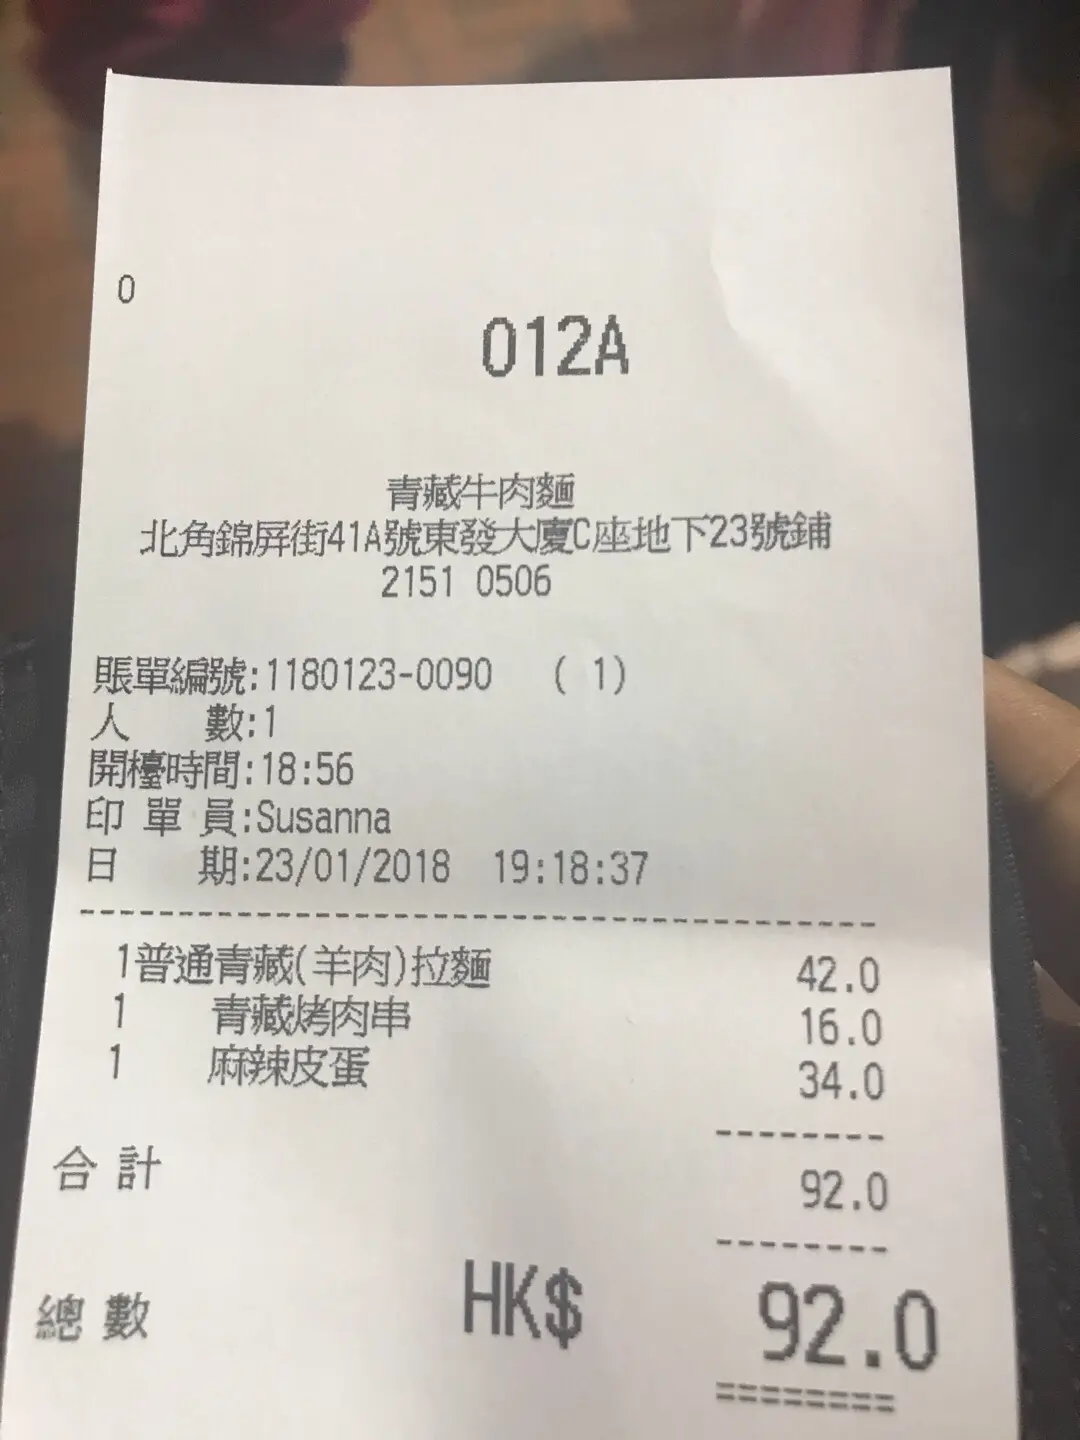 0
012A
青藏牛肉麵
北角錦屏街41A號東發大廈C座地下23號鋪
2151 0506
賬單編號:1180123-0090 ( 1)
人 數:1
開檯時間:18:56
印 單 員:Susanna
日 期:23/01/2018 19:18:37
1普通青藏(羊肉)拉麵 42.0
1 青藏烤肉串 16.0
1 麻辣皮蛋 34.0
合 計 92.0
總 數 HK$ 92.0